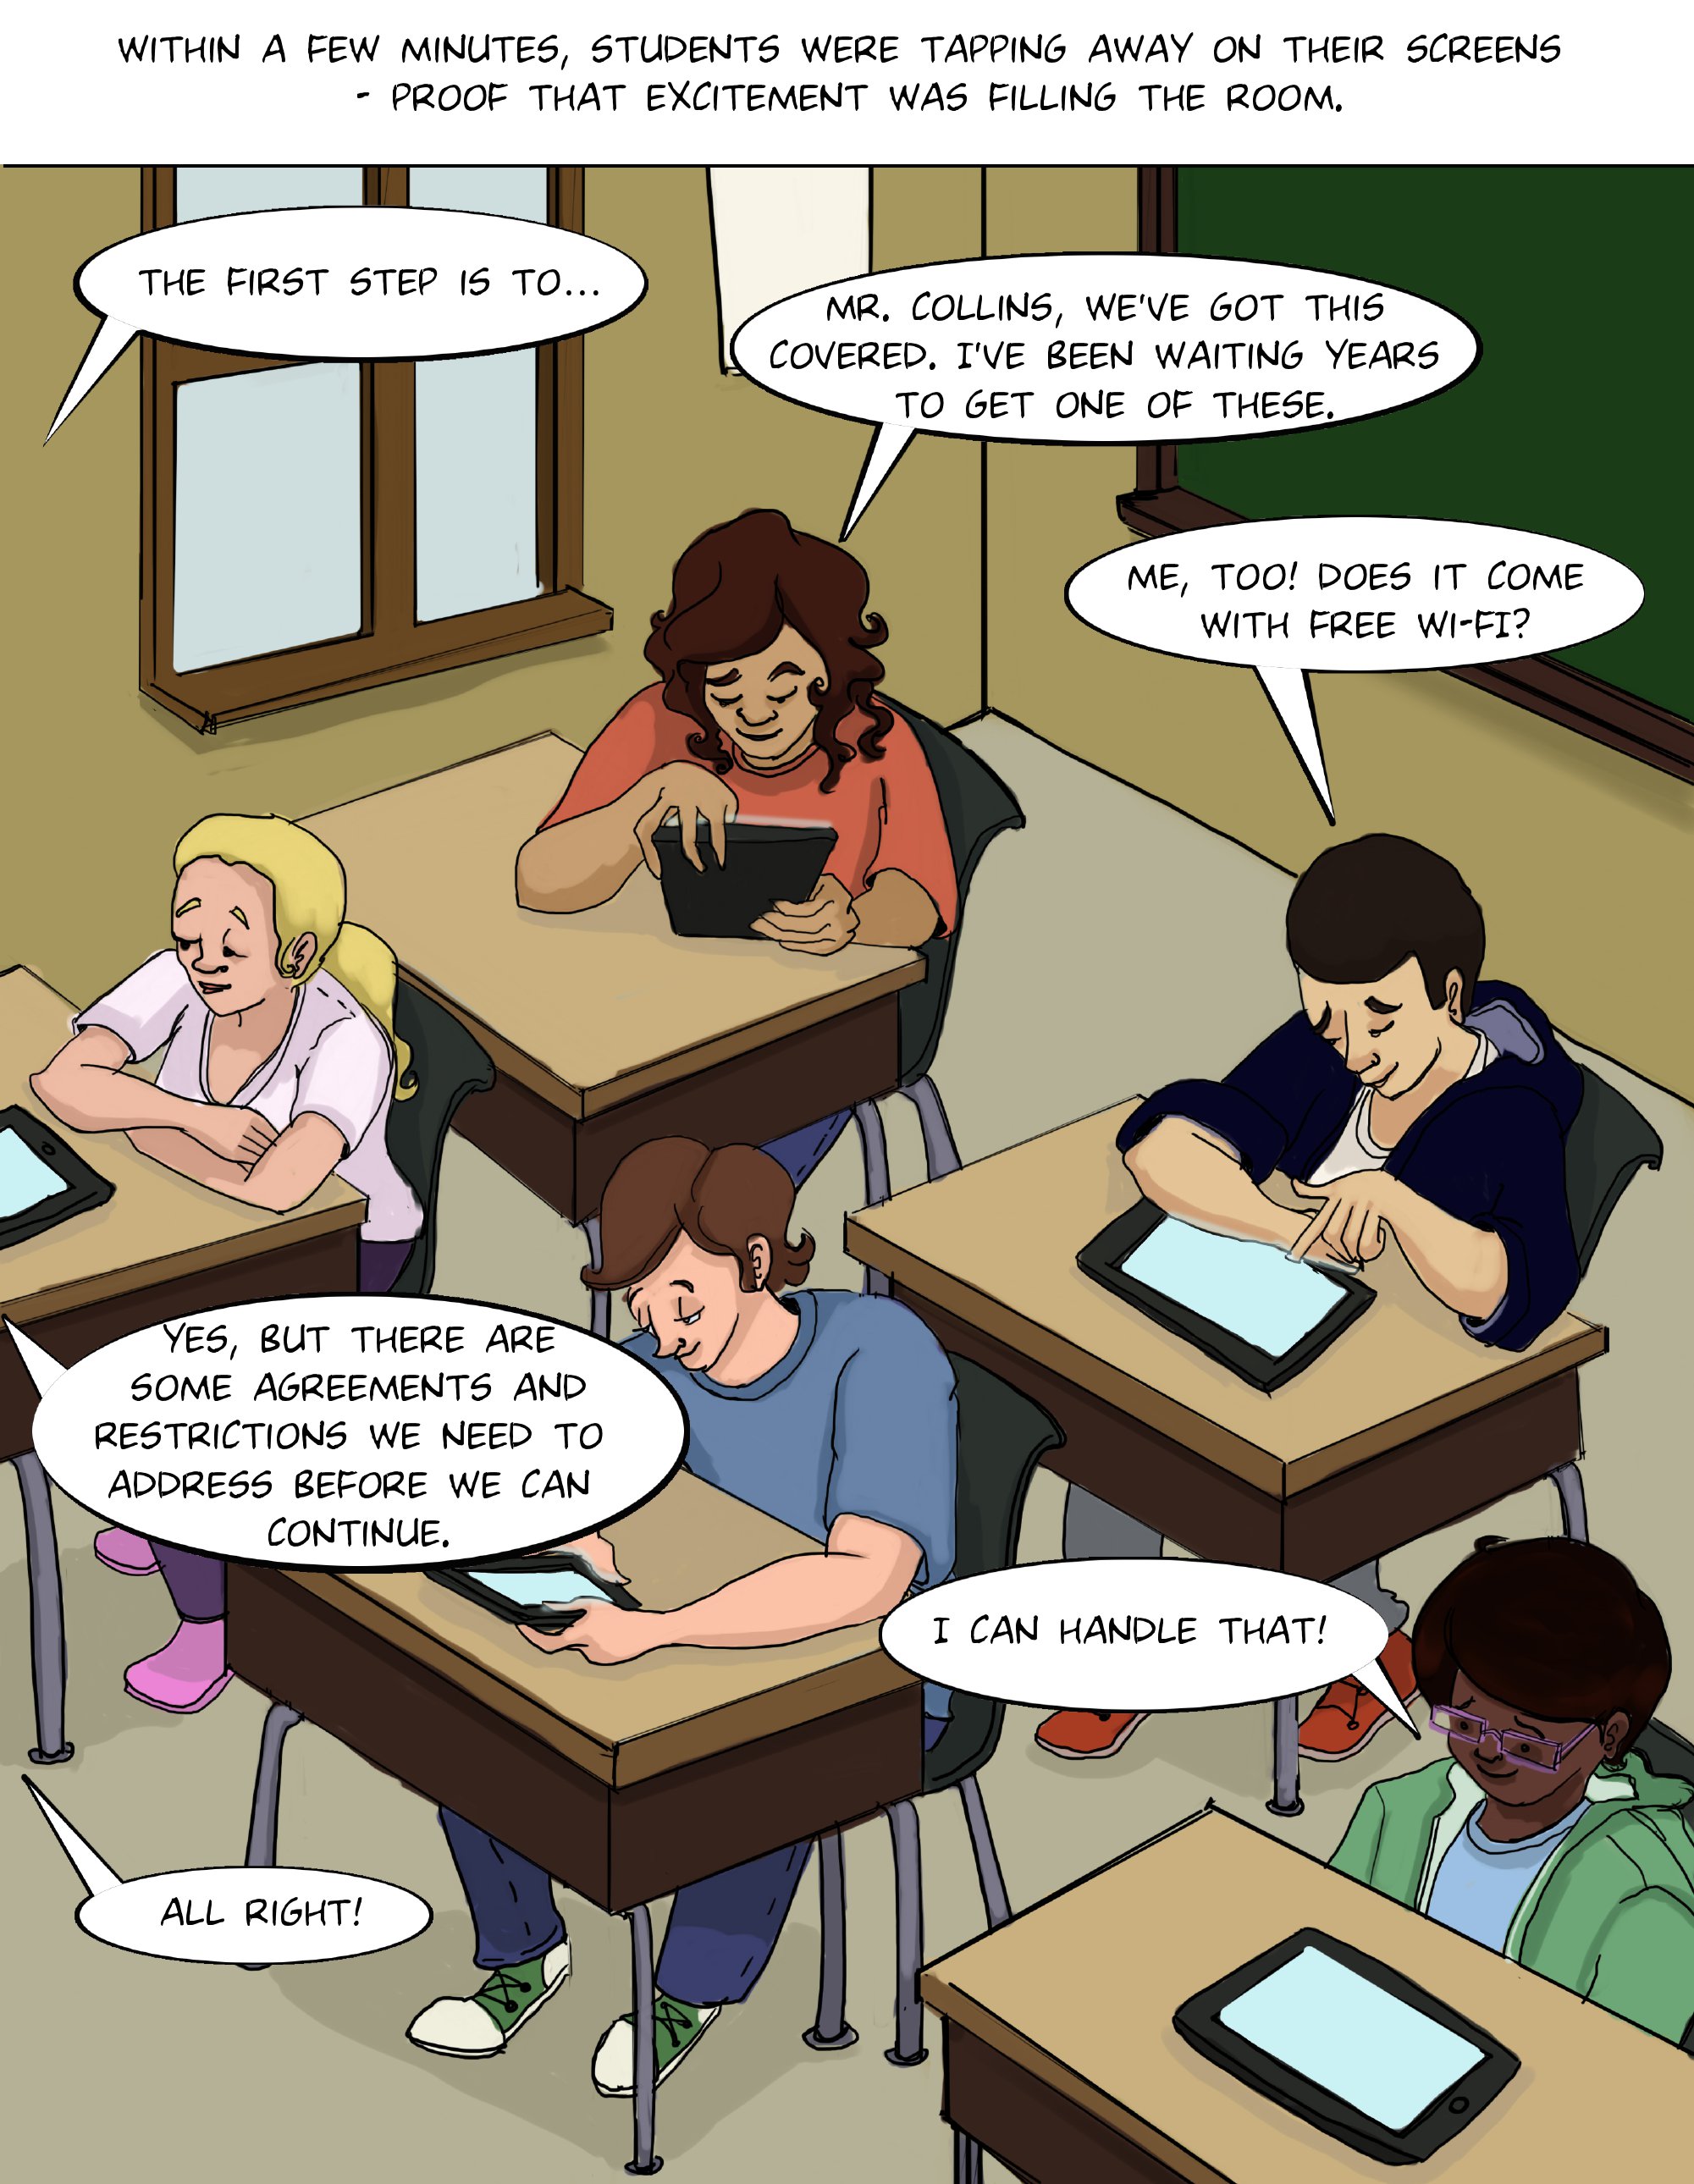 WITHIN A FEW MINUTES, STUDENTS WERE TAPPING AWAY ON THEIR SCREENS
- PROOF THAT EXCITEMENT WAS FILLING THE ROOM.
THE FIRST STEP IS TO...
MR. COLLINS, WE'VE GOT THIS
COVERED. I'VE BEEN WAITING YEARS
TO GET ONE OF THESE.
ME, TOO! DOES IT COME
WITH FREE WI-FI?
YES, BUT THERE ARE
SOME AGREEMENTS AND
RESTRICTIONS WE NEED TO
ADDRESS BEFORE WE CAN
CONTINUE.
I CAN HANDLE THAT!
ALL RIGHT!